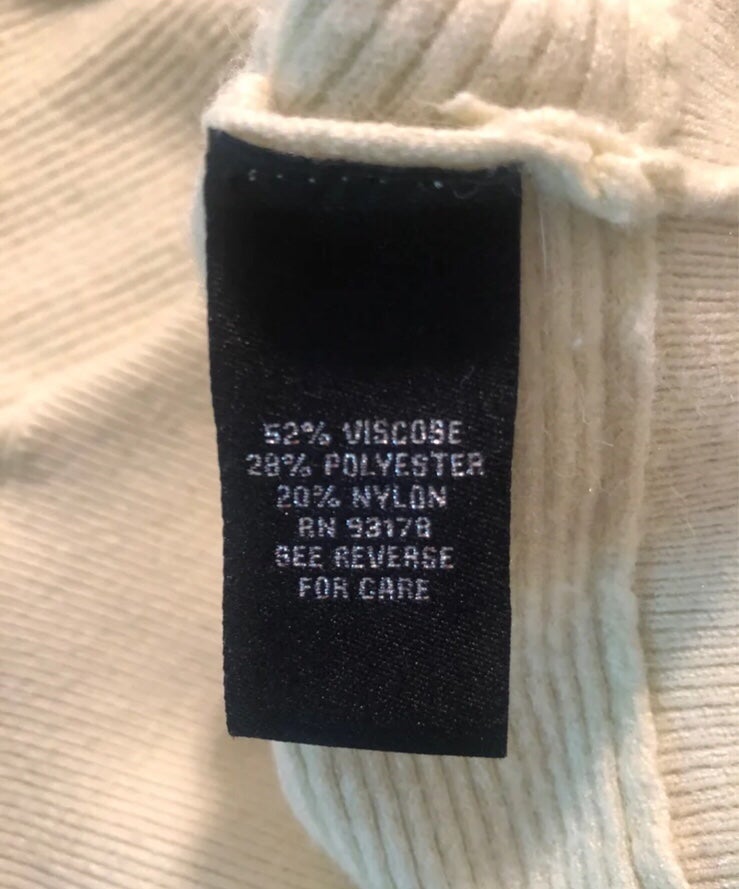 52% VISCOSE
28% POLYESTER
20% NYLON
RN 93178
SEE REVERSE
FOR CARE